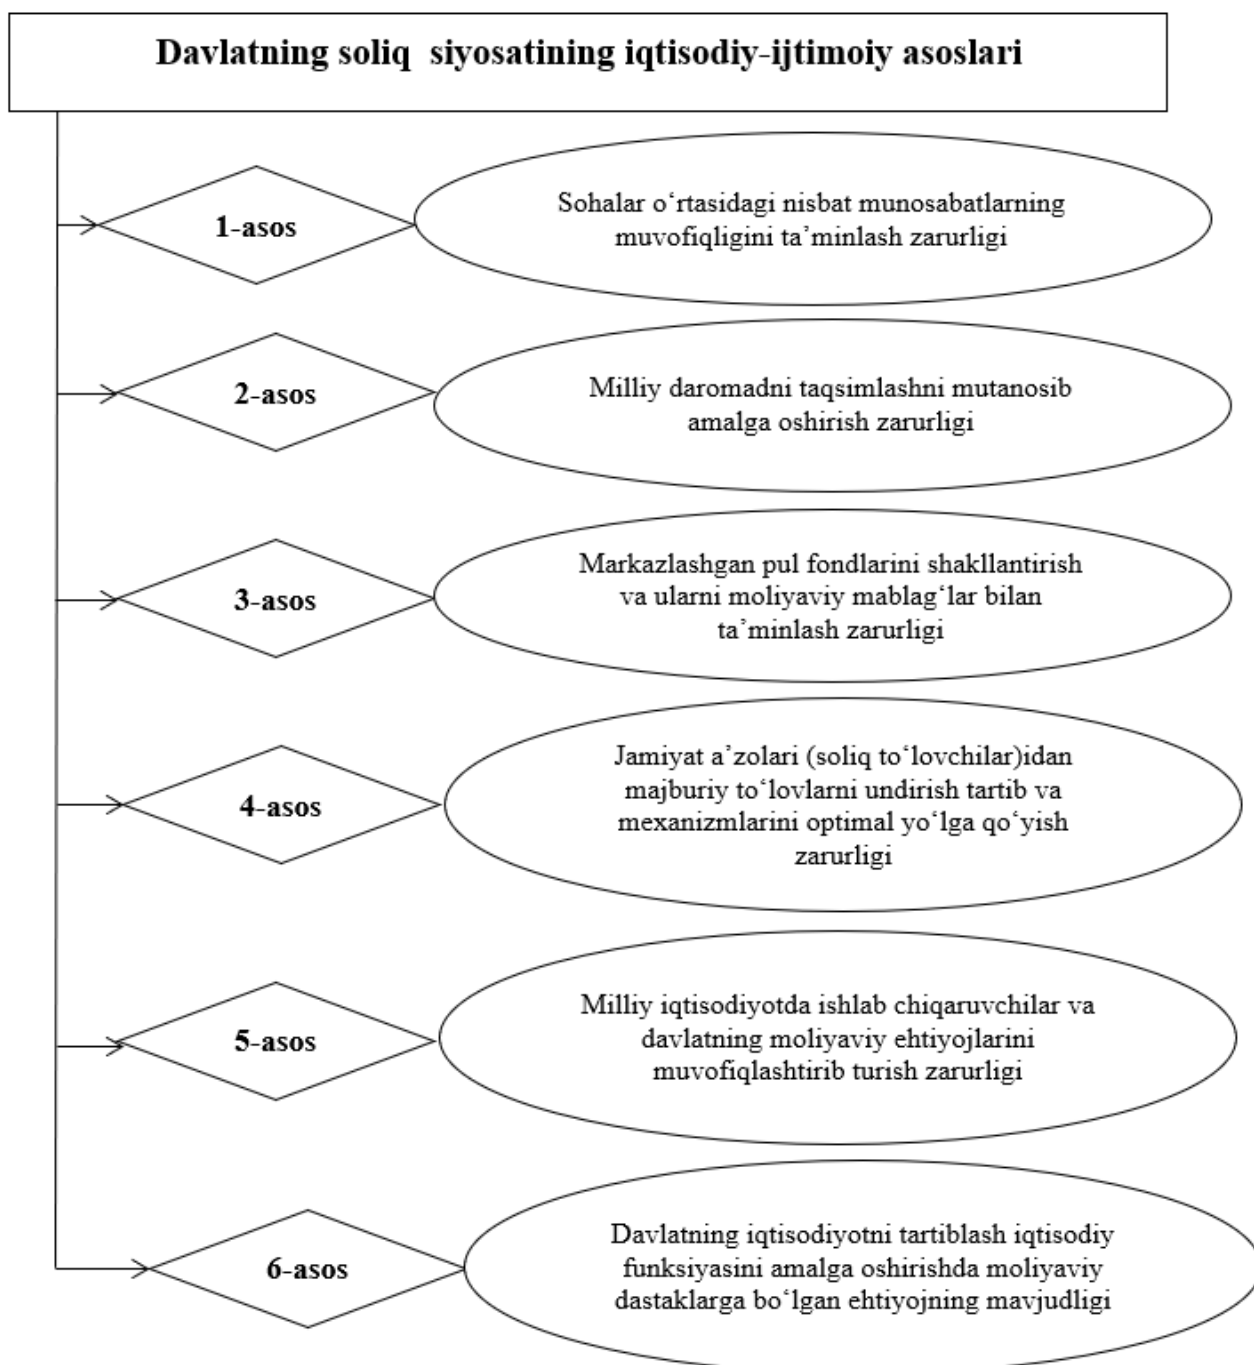 Davlatning soliq siyosatining iqtisodiy-ijtimoiy asoslari
1-asos
Sohalar o‘rtasidagi nisbat munosabatlarning
muvofiqligini ta’minlash zarurligi
2-asos
Milliy daromadni taqsimlashni mutanosib
amalga oshirish zarurligi
3-asos
Markazlashgan pul fondlarini shakllantirish
va ularni moliyaviy mablag‘lar bilan
ta’minlash zarurligi
4-asos
Jamiyat a’zolari (soliq to‘lovchilar)idan
majburiy to‘lovlarni undirish tartib va
mexanizmlarini optimal yo‘lga qo‘yish
zarurligi
5-asos
Milliy iqtisodiyotda ishlab chiqaruvchilar va
davlatning moliyaviy ehtiyojlarini
muvofiqlashtirib turish zarurligi
6-asos
Davlatning iqtisodiyotni tartiblash iqtisodiy
funksiyasini amalga oshirishda moliyaviy
dastaklarga bo‘lgan ehtiyojning mavjudligi